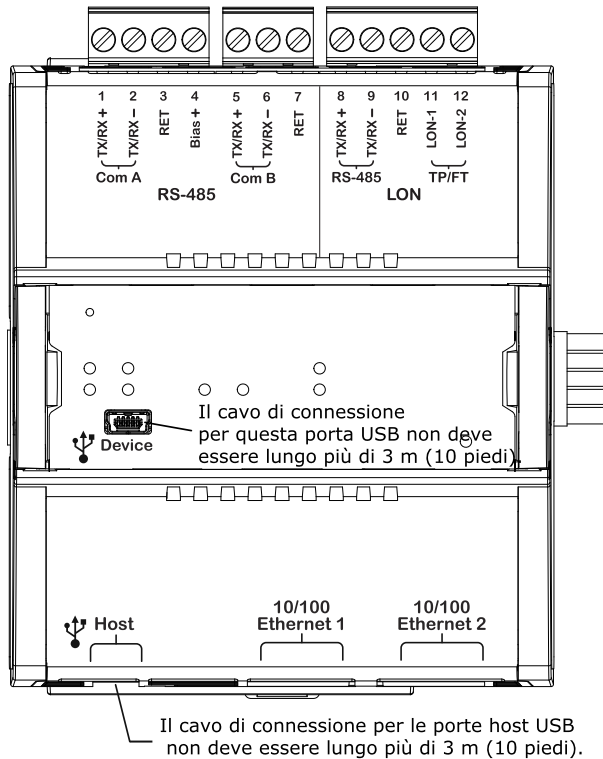 1 2 3 4 5 6 7 8 9 10 11 12
TX/RX + TX/RX − RET Bias + TX/RX + TX/RX − RET TX/RX + TX/RX − RET LON-1 LON-2
Com A Com B RS-485 TP/FT
RS-485 LON
Il cavo di connessione
per questa porta USB non deve
essere lungo più di 3 m (10 piedi)
Device
Host
10/100
Ethernet 1
10/100
Ethernet 2
Il cavo di connessione per le porte host USB
non deve essere lungo più di 3 m (10 piedi).